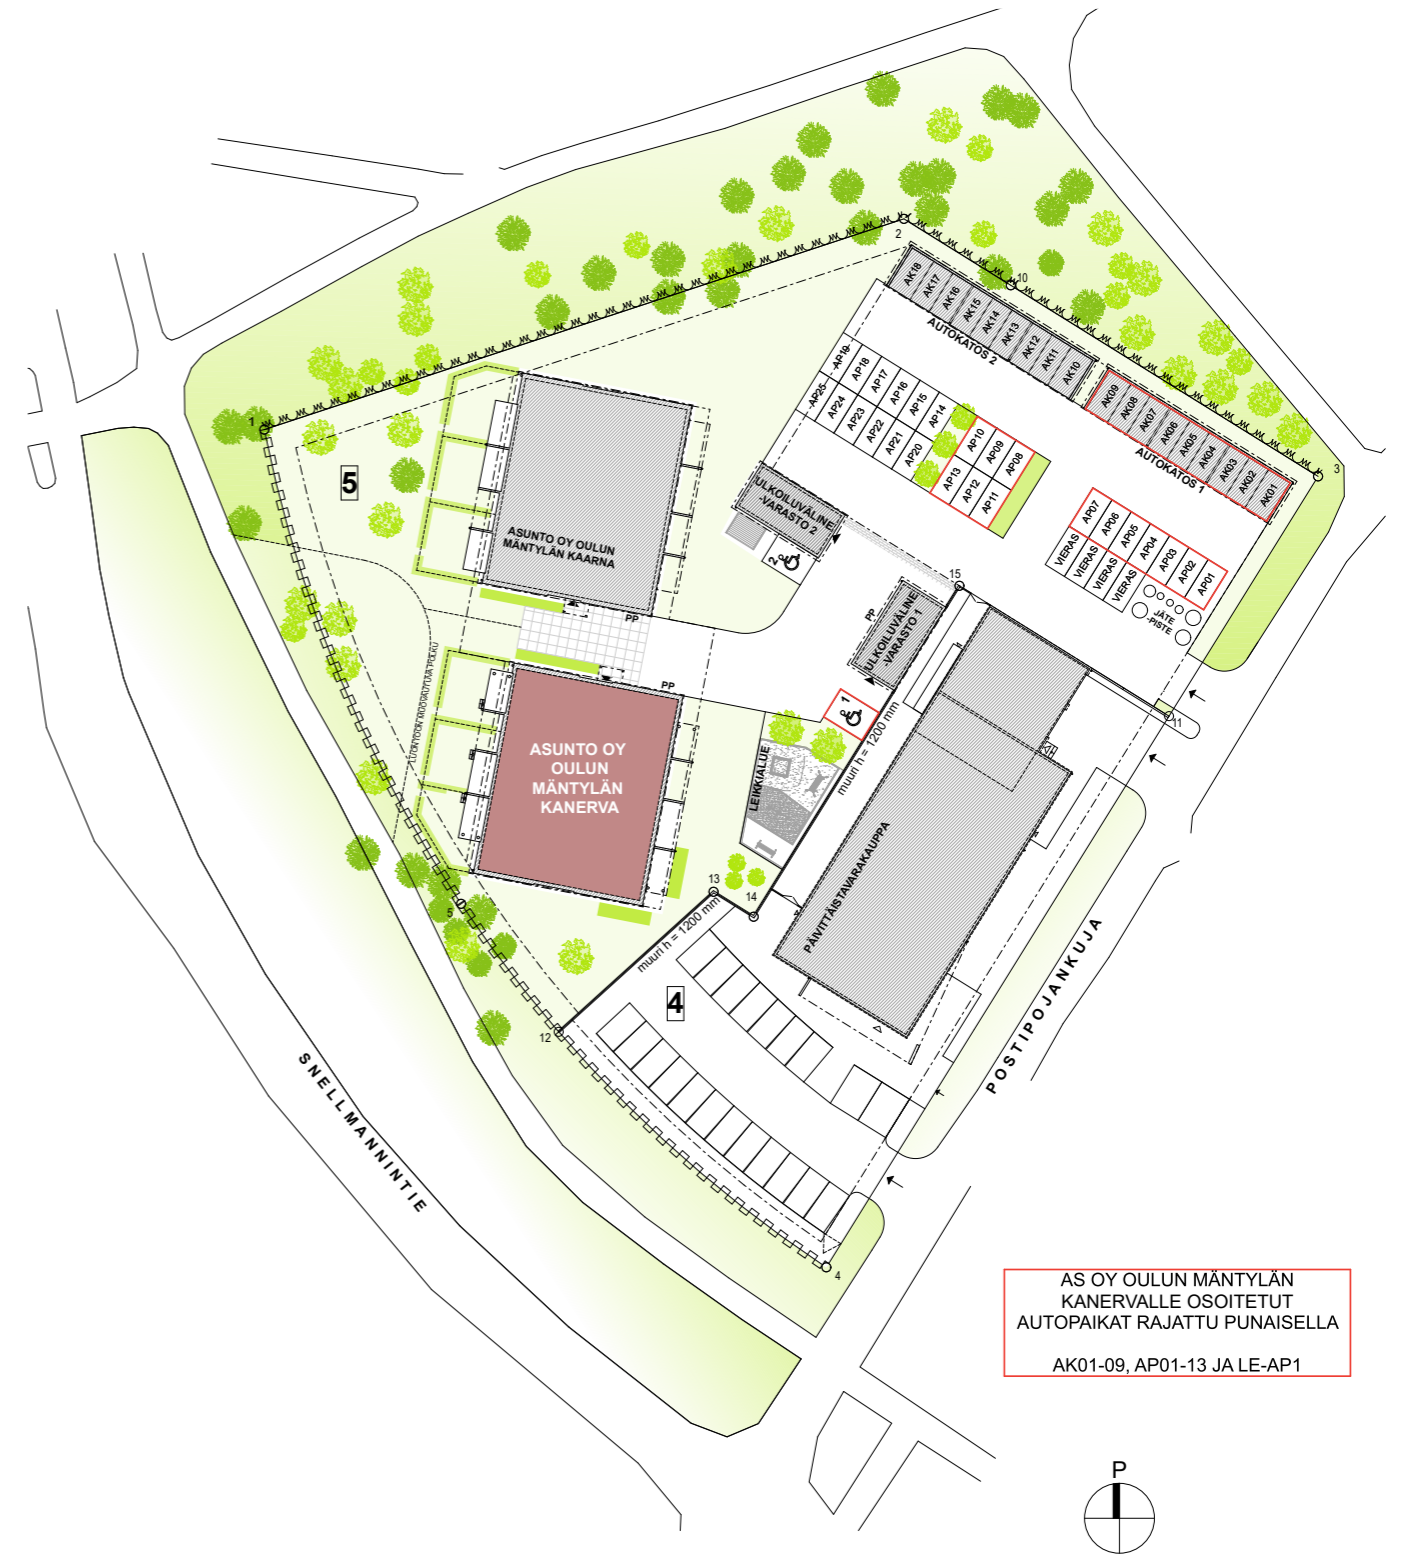 2
10
3
1
5
AK18
AK17
AK16
AK15
AK14
AK13
AK12
AK11
AK10
AUTOKATOS 2
AK09
AK08
AK07
AK06
AK05
AK04
AK03
AK02
AK01
AUTOKATOS 1
AP19
AP18
AP17
AP16
AP15
AP14
AP25
AP24
AP23
AP22
AP21
AP20
AP10
AP09
AP08
AP13
AP12
AP11
AP07
AP06
AP05
AP04
AP03
AP02
AP01
VIERAS
VIERAS
VIERAS
VIERAS
JÄTE
-PISTE
ULKOILUVÄLINE
-VARASTO 2
2
ASUNTO OY OULUN
MÄNTYLÄN KAARNA
PP
15
PP
ULKOILUVÄLINE
-VARASTO 1
PP
1
11
ASUNTO OY
OULUN
MÄNTYLÄN
KANERVA
LEIKKIALUE
muuri h = 1200 mm
PÄIVITTÄISTAVARAKAUPPA
13
14
5
muuri h = 1200 mm
12
4
POSTIPOJANKUJA
SNELLMANNINTIE
4
AS OY OULUN MÄNTYLÄN
KANERVALLE OSOITETUT
AUTOPAIKAT RAJATTU PUNAISELLA
AK01-09, AP01-13 JA LE-AP1
P